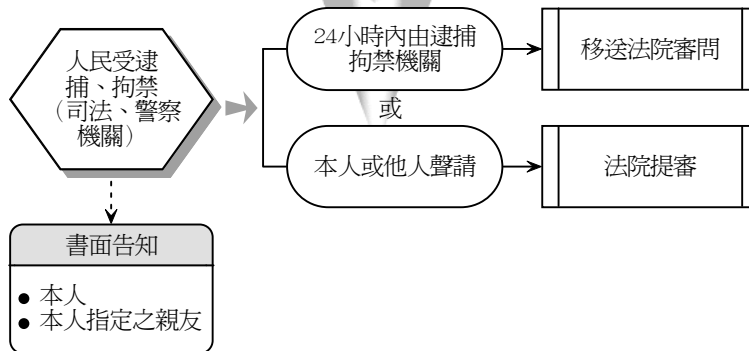 人民受逮
捕、拘禁
（司法、警察
機關）
24小時內由逮捕
拘禁機關
移送法院審問
或
本人或他人聲請
法院提審
書面告知
● 本人
● 本人指定之親友